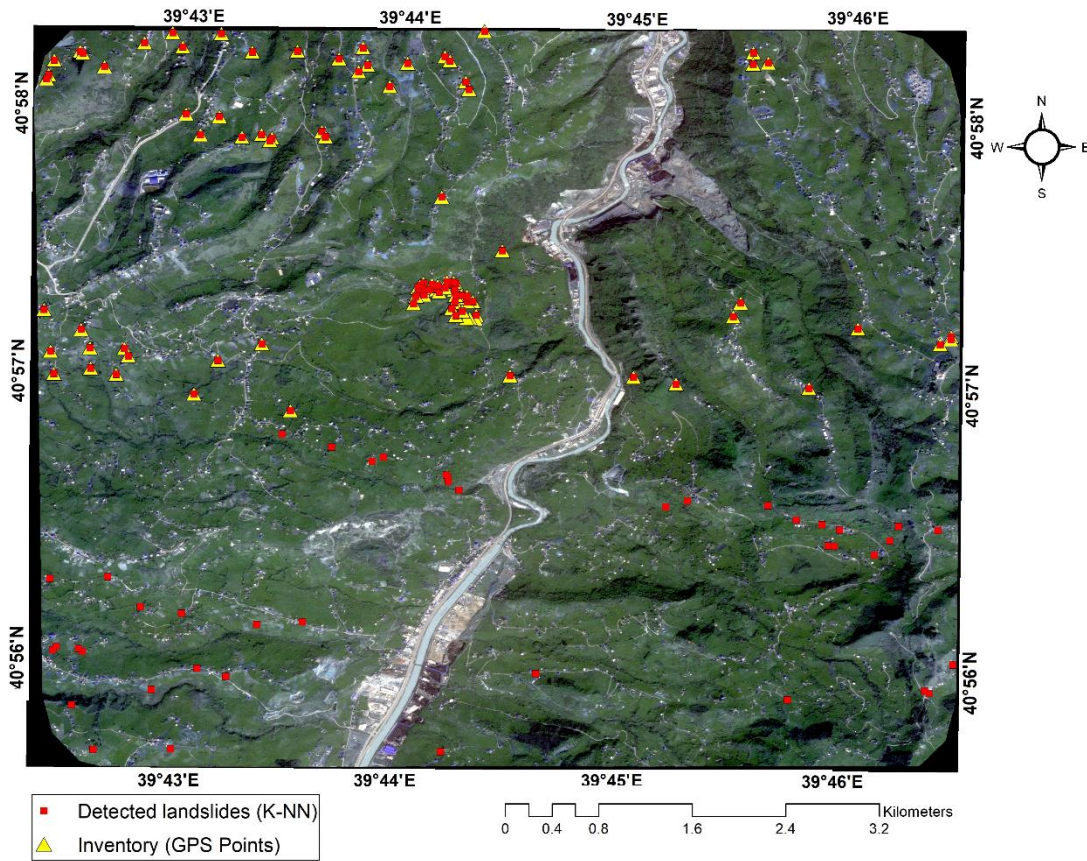 39°43'E 39°44'E 39°45'E 39°46'E
40°58'N
40°58'N
N
W E
S
40°57'N
40°57'N
40°56'N
40°56'N
39°43'E 39°44'E 39°45'E 39°46'E
Detected landslides (K-NN)
Inventory (GPS Points)
Kilometers
0 0.4 0.8 1.6 2.4 3.2